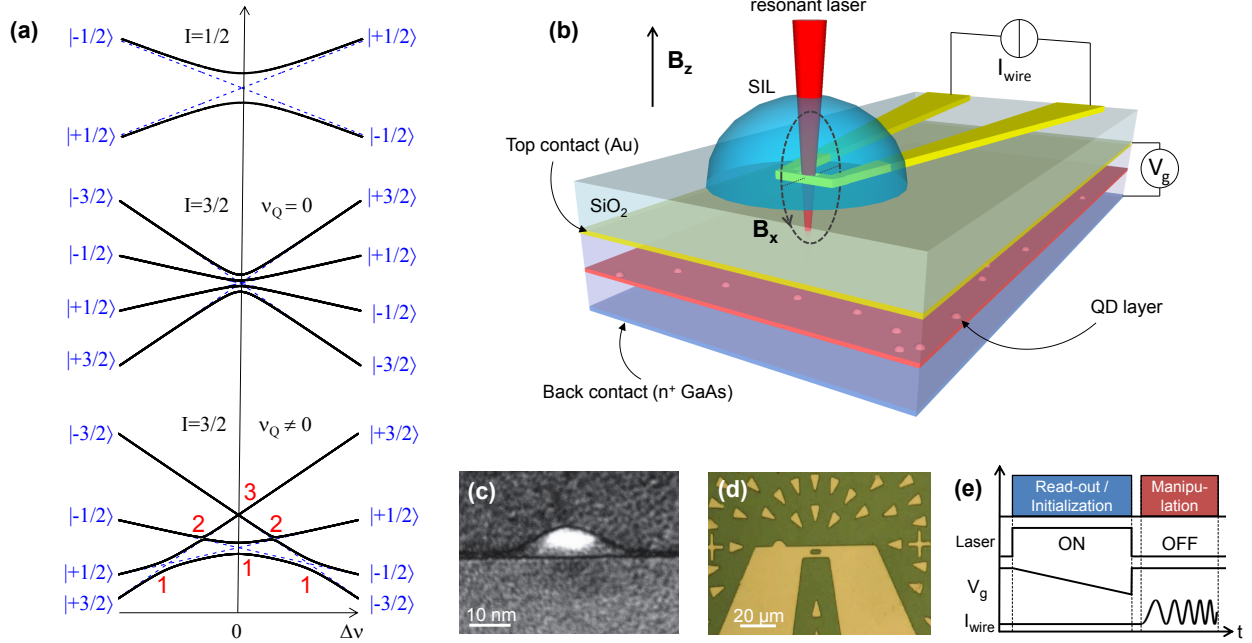 (a)
|-1/2⟩
I=1/2
|+1/2⟩
|+1/2⟩
|-1/2⟩
|-3/2⟩
I=3/2
ν_Q = 0
|+3/2⟩
|-1/2⟩
|+1/2⟩
|+1/2⟩
|-1/2⟩
|+3/2⟩
|-3/2⟩
|-3/2⟩
I=3/2
ν_Q ≠ 0
|+3/2⟩
3
|-1/2⟩
2
2
|+1/2⟩
|+1/2⟩
1
1
1
|-1/2⟩
|+3/2⟩
|-3/2⟩
0
Δν
(b)
resonant laser
B_z
SIL
I_wire
Top contact (Au)
V_g
SiO₂
B_x
QD layer
Back contact (n⁺ GaAs)
(c)
10 nm
(d)
20 µm
(e)
Read-out /
Initialization
Manipu-
lation
Laser
ON
OFF
V_g
I_wire
t